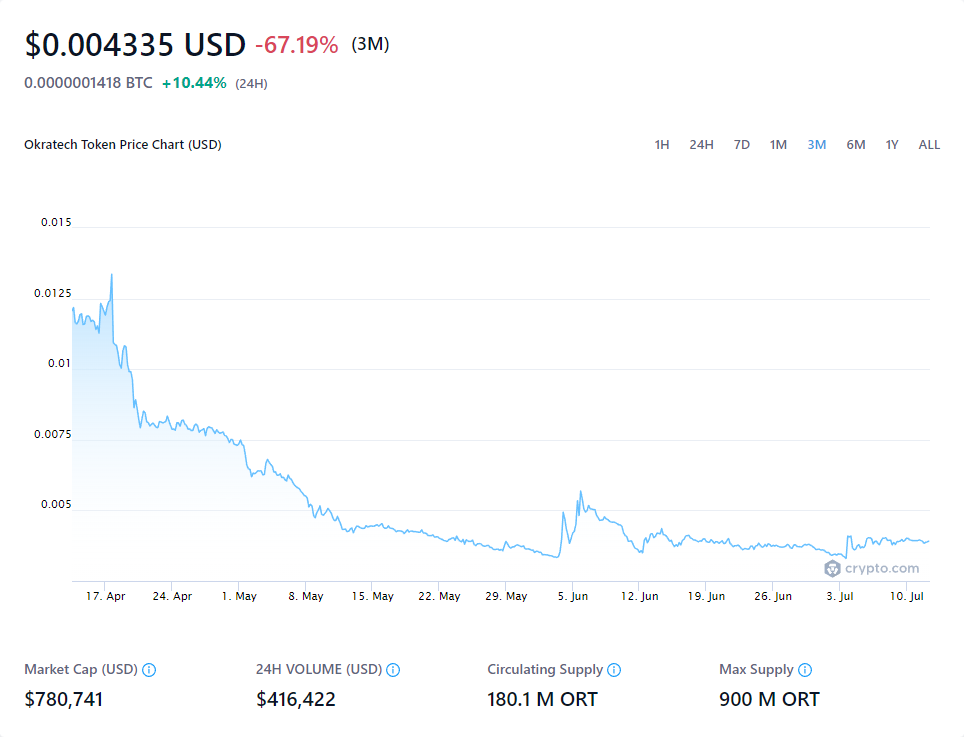 $0.004335 USD -67.19% (3M)
0.0000001418 BTC +10.44% (24H)
Okratech Token Price Chart (USD) 1H 24H 7D 1M 3M 6M 1Y ALL
0.015
0.0125
0.01
0.0075
0.005
crypto.com
17. Apr 24. Apr 1. May 8. May 15. May 22. May 29. May 5. Jun 12. Jun 19. Jun 26. Jun 3. Jul 10. Jul
Market Cap (USD) 24H VOLUME (USD) Circulating Supply Max Supply
$780,741 $416,422 180.1 M ORT 900 M ORT